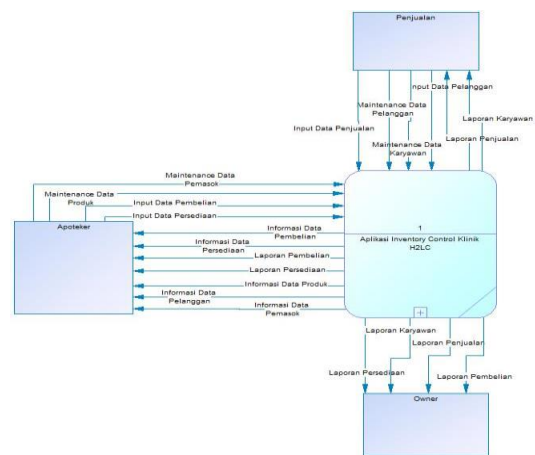 Penjualan
nput Data Pelanggan
Maintenance Data
Pelanggan
Laporan Karyawan
Input Data Penjualan
Laporan Penjualan
Maintenance Data
Karyawan
Maintenance Data
Pemasok
Maintenance Data
Produk
Input Data Pembelian
Input Data Persediaan
Apoteker
1
Aplikasi Inventory Control Klinik
H2LC
Informasi Data
Pembelian
Informasi Data
Persediaan
Laporan Pembelian
Laporan Persediaan
Informasi Data Produk
Informasi Data
Pelanggan
Informasi Data
Pemasok
Laporan Karyawan
Laporan Penjualan
Laporan Persediaan
Laporan Pembelian
Owner